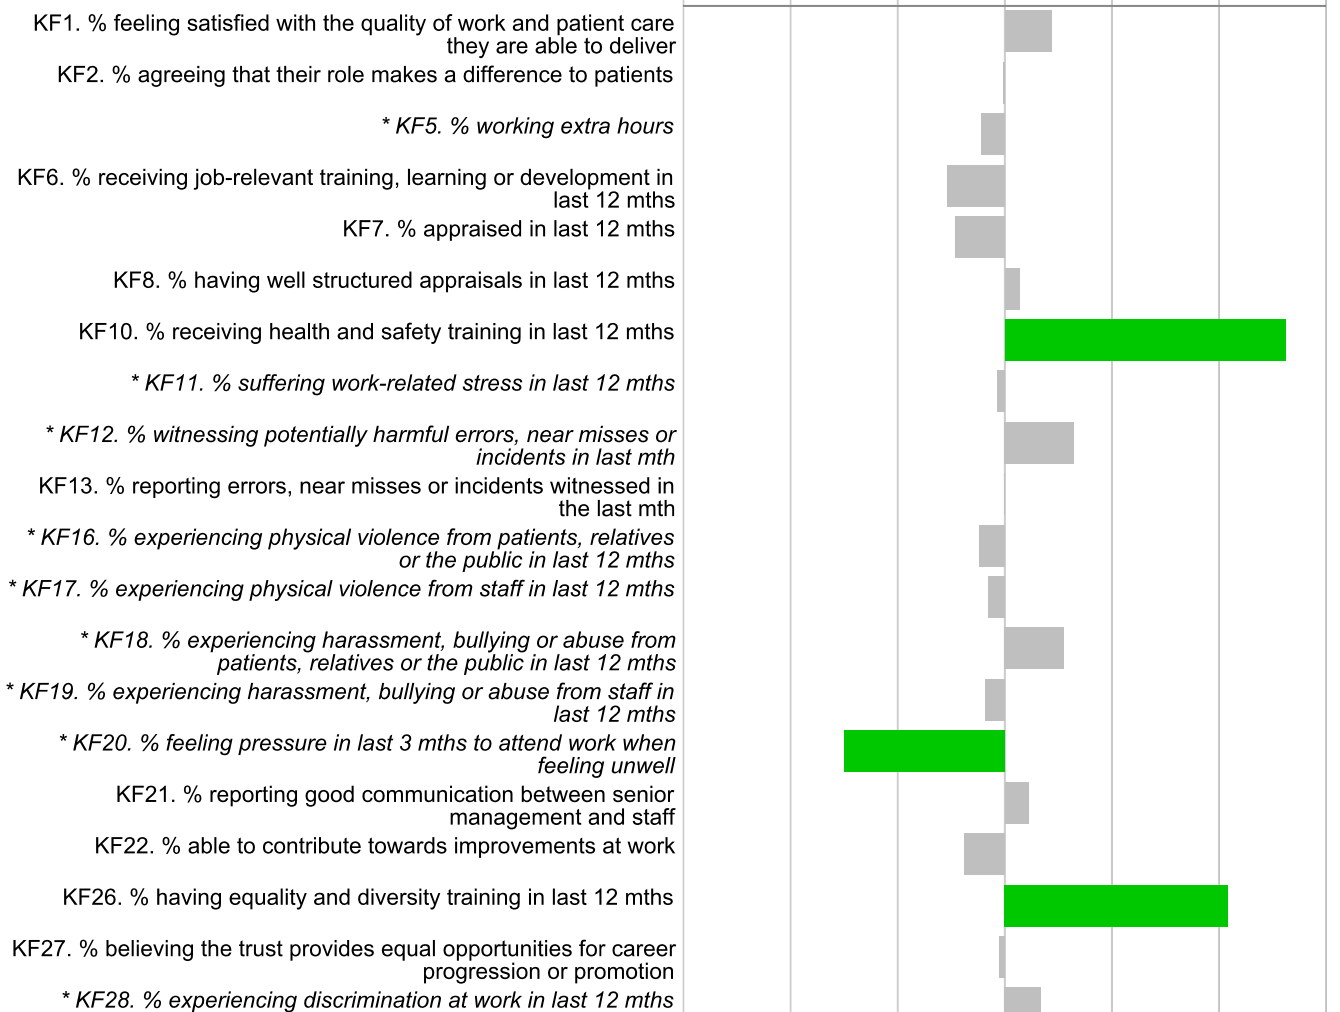 KF1. % feeling satisfied with the quality of work and patient care
they are able to deliver
KF2. % agreeing that their role makes a difference to patients
* KF5. % working extra hours
KF6. % receiving job-relevant training, learning or development in
last 12 mths
KF7. % appraised in last 12 mths
KF8. % having well structured appraisals in last 12 mths
KF10. % receiving health and safety training in last 12 mths
* KF11. % suffering work-related stress in last 12 mths
* KF12. % witnessing potentially harmful errors, near misses or
incidents in last mth
KF13. % reporting errors, near misses or incidents witnessed in
the last mth
* KF16. % experiencing physical violence from patients, relatives
or the public in last 12 mths
* KF17. % experiencing physical violence from staff in last 12 mths
* KF18. % experiencing harassment, bullying or abuse from
patients, relatives or the public in last 12 mths
* KF19. % experiencing harassment, bullying or abuse from staff in
last 12 mths
* KF20. % feeling pressure in last 3 mths to attend work when
feeling unwell
KF21. % reporting good communication between senior
management and staff
KF22. % able to contribute towards improvements at work
KF26. % having equality and diversity training in last 12 mths
KF27. % believing the trust provides equal opportunities for career
progression or promotion
* KF28. % experiencing discrimination at work in last 12 mths